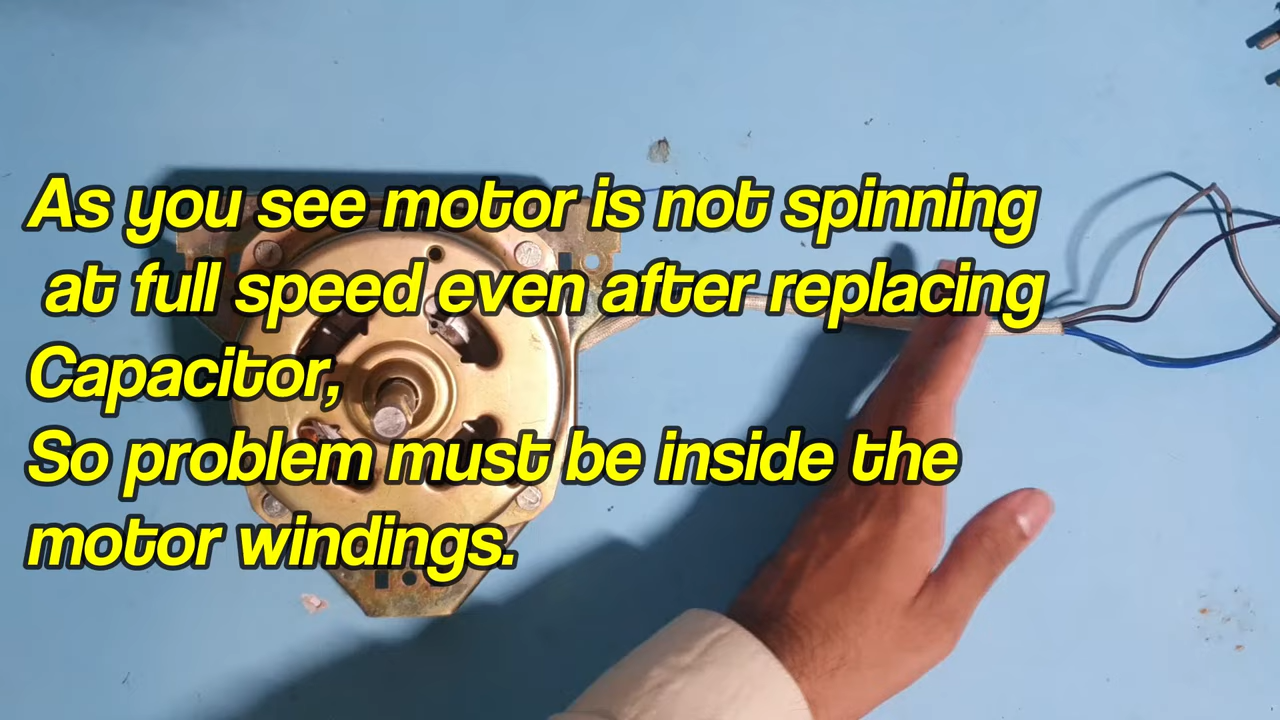 As you see motor is not spinning
at full speed even after replacing
Capacitor,
So problem must be inside the
motor windings.